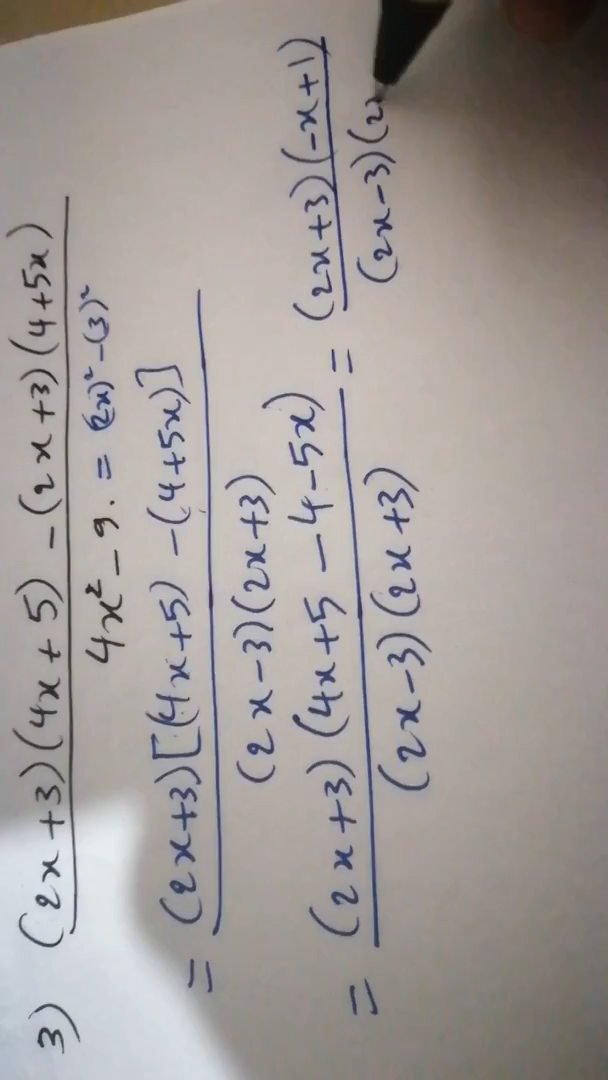 3) (2x+3)(4x+5) - (2x+3)(4+5x)
4x² - 9. = (2x)² - (3)²
= (2x+3)[(4x+5) - (4+5x)]
(2x-3)(2x+3)
= (2x+3)(4x+5 - 4 - 5x) = (2x+3)(-x+1)
(2x-3)(2x+3) (2x-3)(2